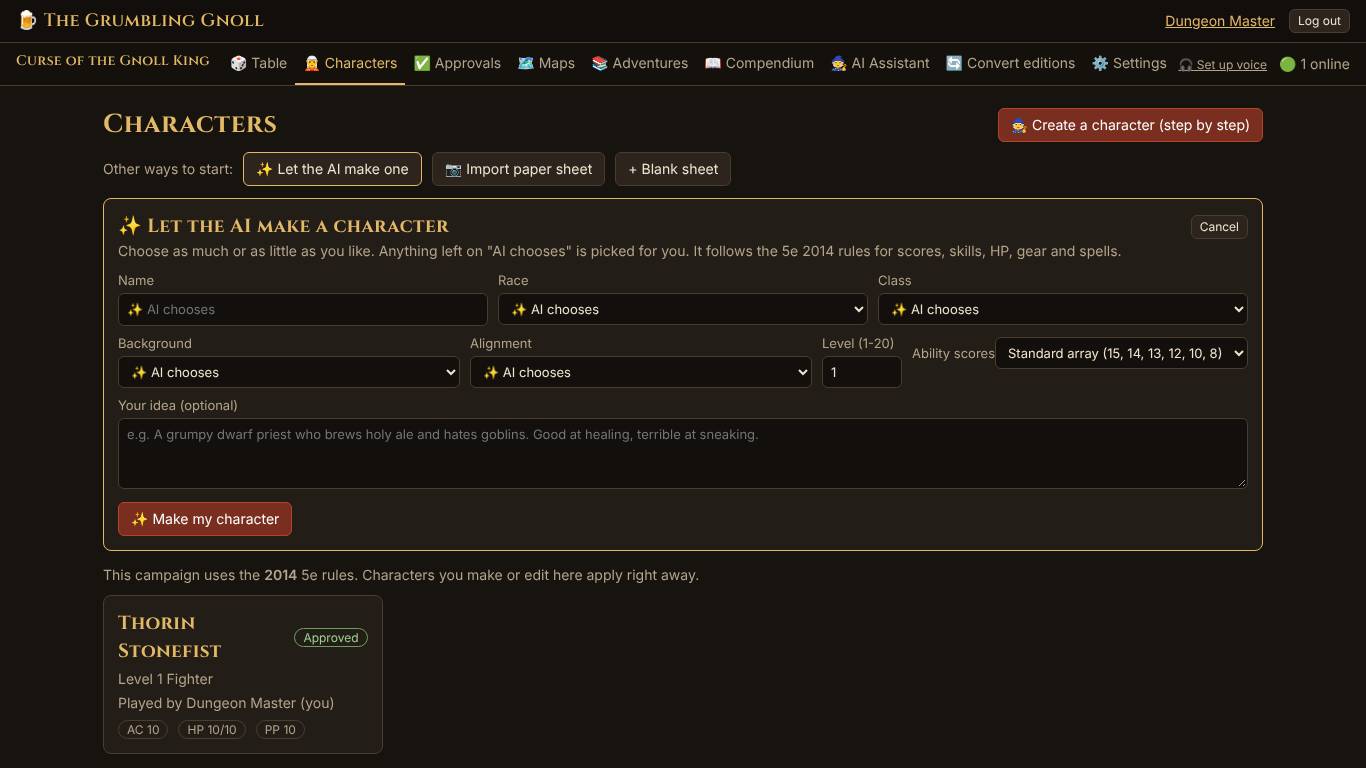 🍺 The Grumbling Gnoll
Dungeon Master
Log out
Curse of the Gnoll King
🎲 Table
🧝 Characters
✅ Approvals
🗺️ Maps
📚 Adventures
📖 Compendium
🧙 AI Assistant
🔄 Convert editions
⚙️ Settings
🎧 Set up voice
🟢 1 online
Characters
🧙 Create a character (step by step)
Other ways to start:
✨ Let the AI make one
📷 Import paper sheet
+ Blank sheet
✨ Let the AI make a character
Cancel
Choose as much or as little as you like. Anything left on "AI chooses" is picked for you. It follows the 5e 2014 rules for scores, skills, HP, gear and spells.
Name
Race
Class
✨ AI chooses
✨ AI chooses
✨ AI chooses
Background
Alignment
Level (1-20)
Ability scores
Standard array (15, 14, 13, 12, 10, 8)
✨ AI chooses
✨ AI chooses
1
Your idea (optional)
e.g. A grumpy dwarf priest who brews holy ale and hates goblins. Good at healing, terrible at sneaking.
✨ Make my character
This campaign uses the 2014 5e rules. Characters you make or edit here apply right away.
Thorin
Stonefist
Approved
Level 1 Fighter
Played by Dungeon Master (you)
AC 10
HP 10/10
PP 10